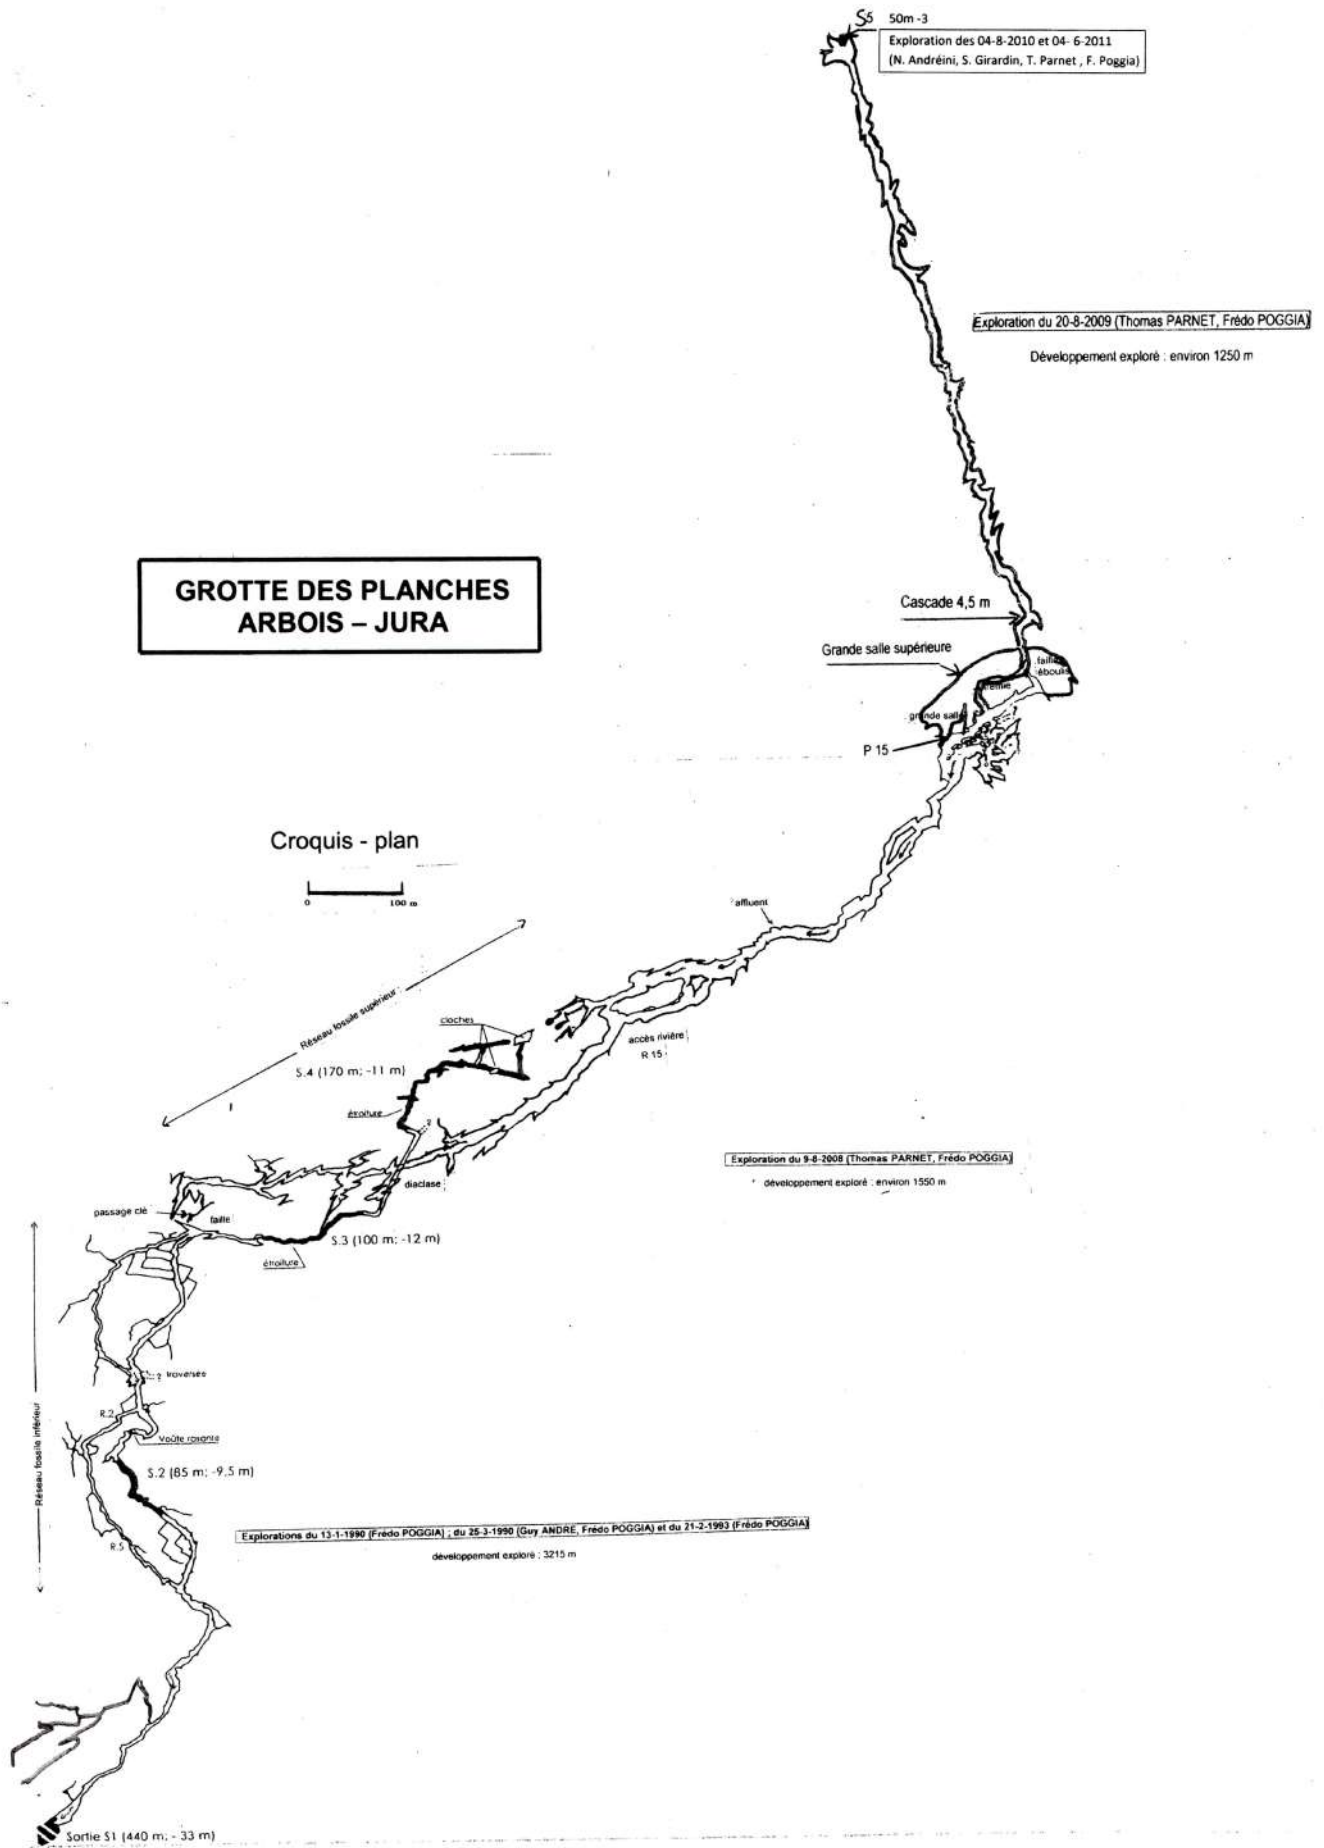 S5 50m -3
Exploration des 04-8-2010 et 04- 6-2011
(N. Andréini, S. Girardin, T. Parnet , F. Poggia)
Exploration du 20-8-2009 (Thomas PARNET, Frédo POGGIA)
Développement exploré : environ 1250 m
GROTTE DES PLANCHES
ARBOIS – JURA
Cascade 4,5 m
Grande salle supérieure
faille
éboulis
grande salle
P 15
Croquis - plan
0 100 m
affluent
Réseau fossile supérieur
cloches
accès rivière
R 15
S.4 (170 m; -11 m)
étroiture
?
Exploration du 9-8-2008 (Thomas PARNET, Frédo POGGIA)
développement exploré : environ 1550 m
diaclase
passage clé
faille
S.3 (100 m; -12 m)
étroiture
? traversée
R.2
Voûte rasante
Réseau fossile inférieur
S.2 (85 m; -9,5 m)
Explorations du 13-1-1990 (Frédo POGGIA) ; du 25-3-1990 (Guy ANDRE, Frédo POGGIA) et du 21-2-1993 (Frédo POGGIA)
développement exploré : 3215 m
R.5
Sortie S1 (440 m; - 33 m)